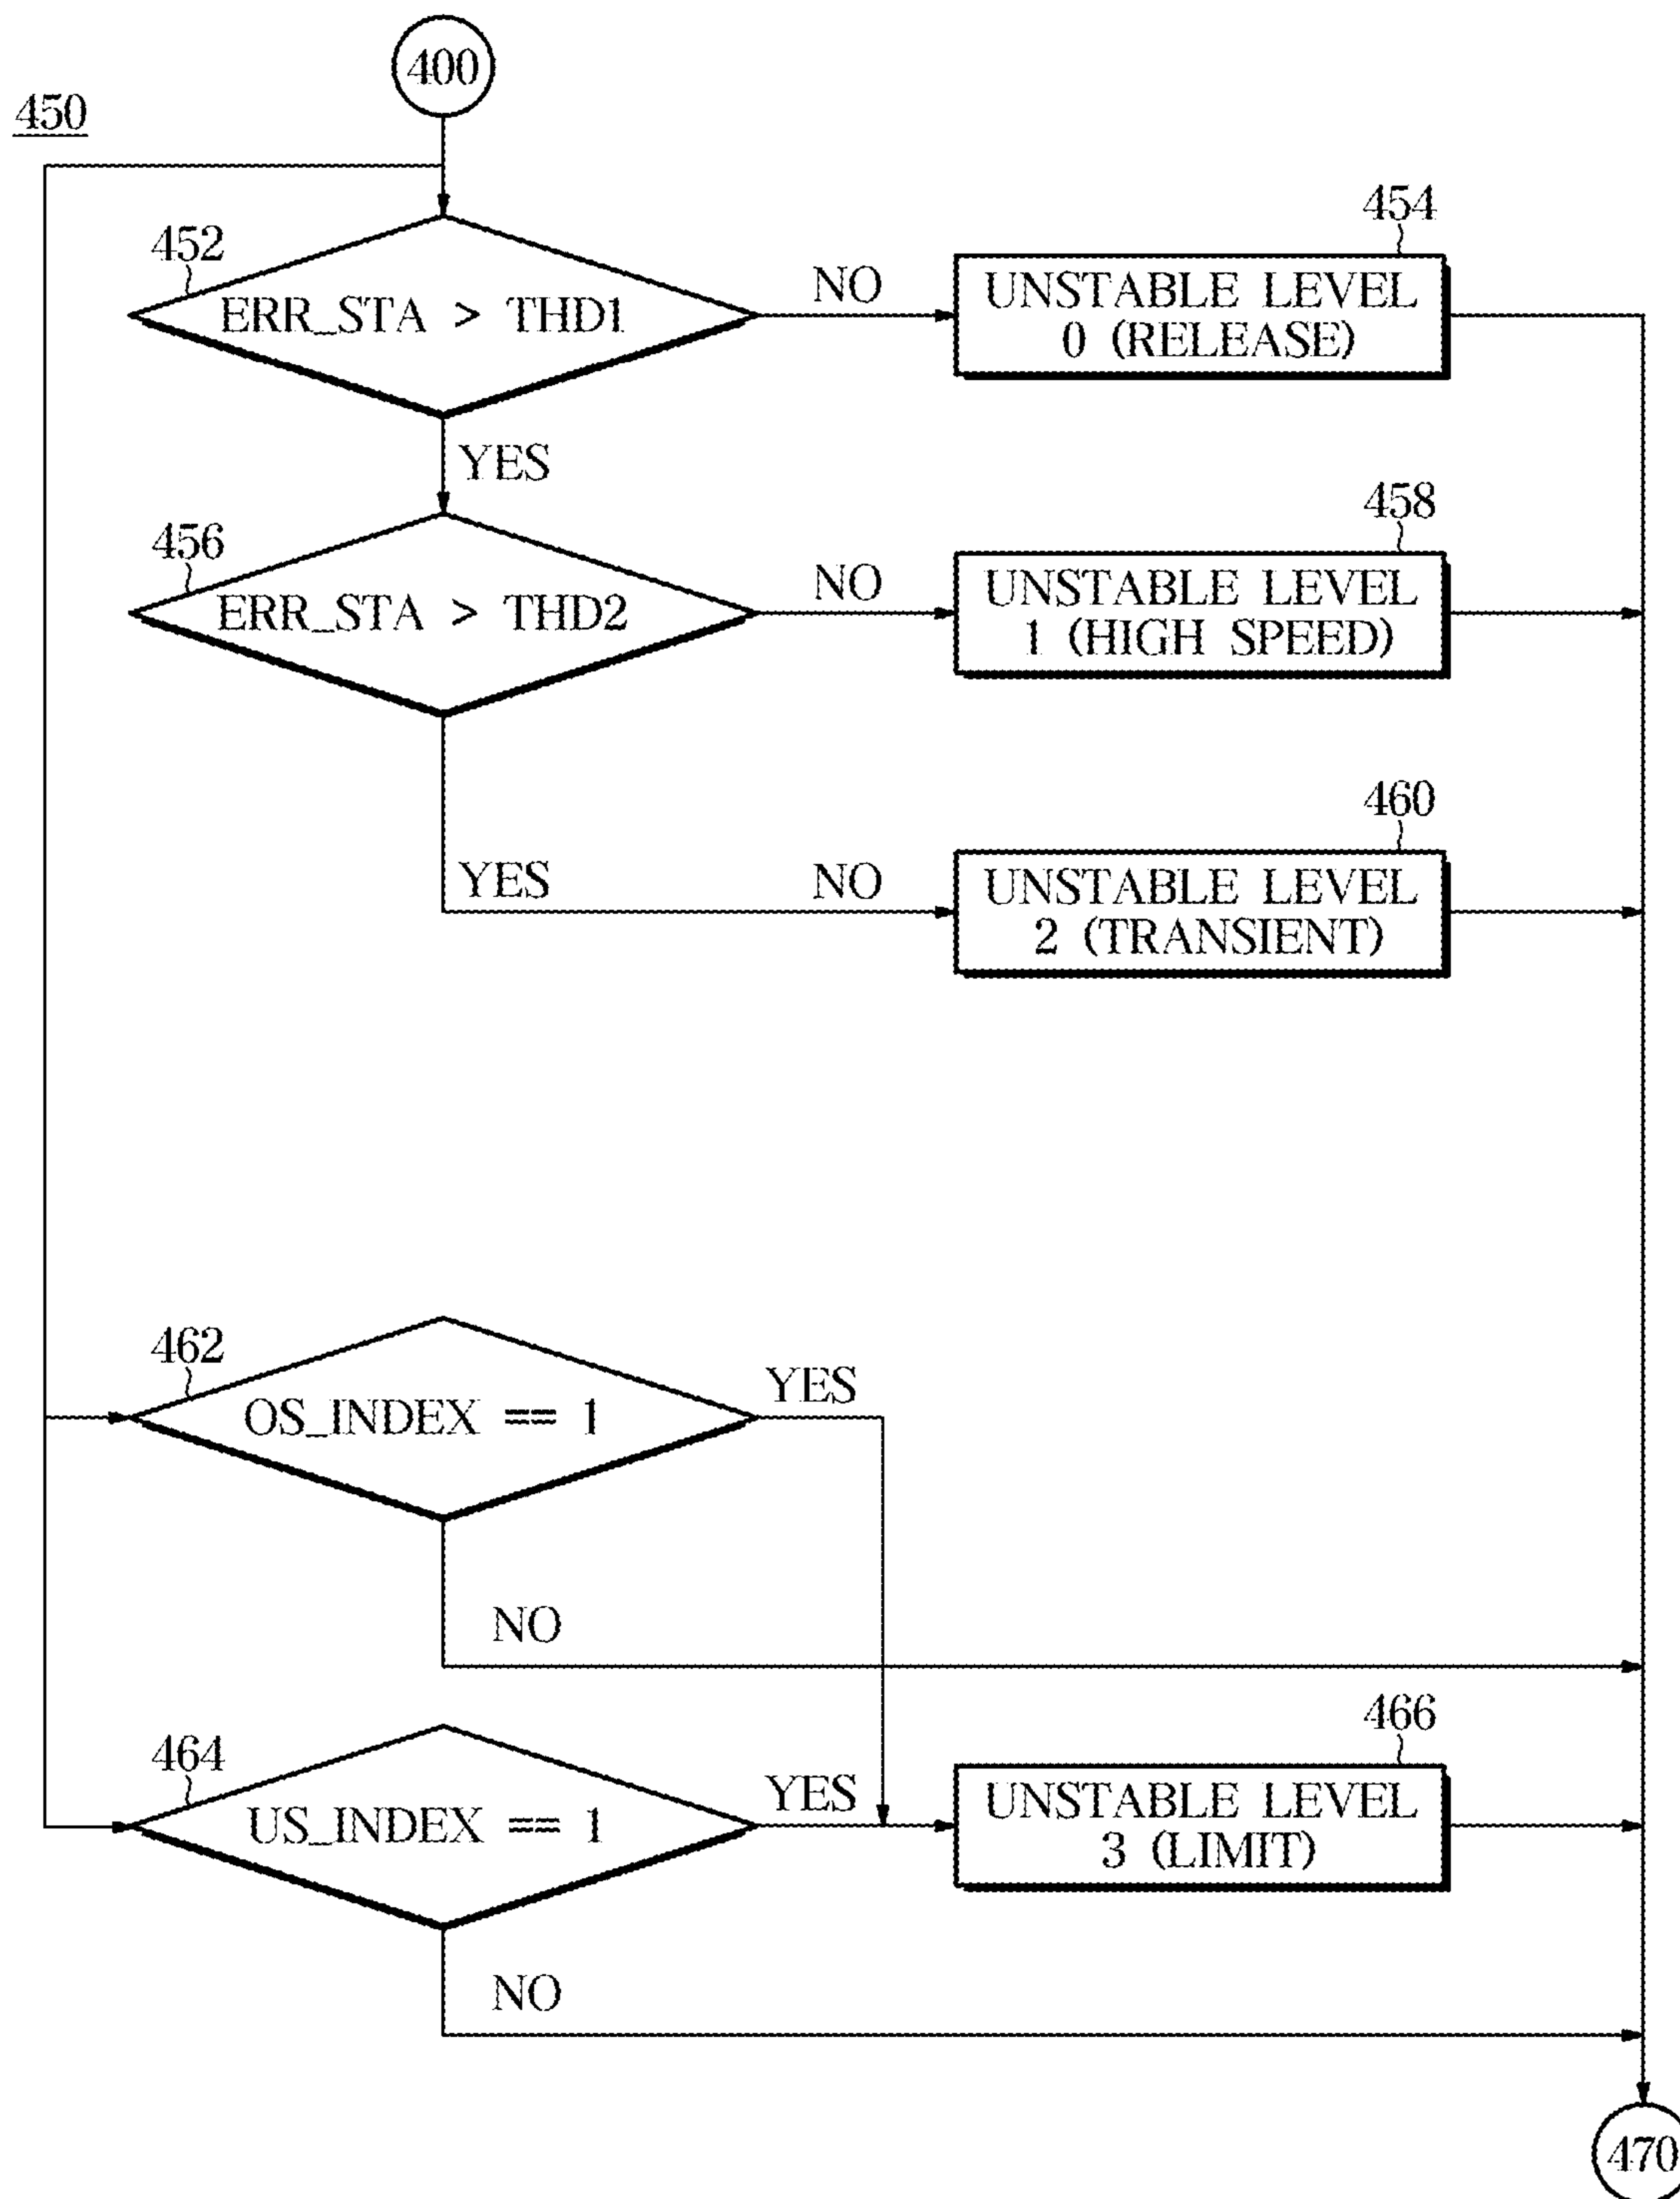 400
450
452
ERR_STA > THD1
NO
454
UNSTABLE LEVEL
0 (RELEASE)
YES
456
ERR_STA > THD2
NO
458
UNSTABLE LEVEL
1 (HIGH SPEED)
YES
NO
460
UNSTABLE LEVEL
2 (TRANSIENT)
462
OS_INDEX == 1
YES
NO
464
US_INDEX == 1
YES
466
UNSTABLE LEVEL
3 (LIMIT)
NO
470